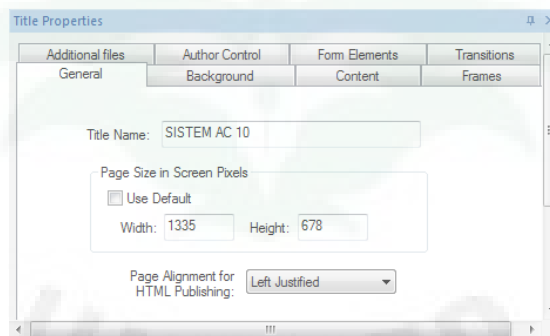 Title Properties
Additional files Author Control Form Elements Transitions
General Background Content Frames
Title Name: SISTEM AC 10
Page Size in Screen Pixels
Use Default
Width: 1335 Height: 678
Page Alignment for
HTML Publishing: Left Justified